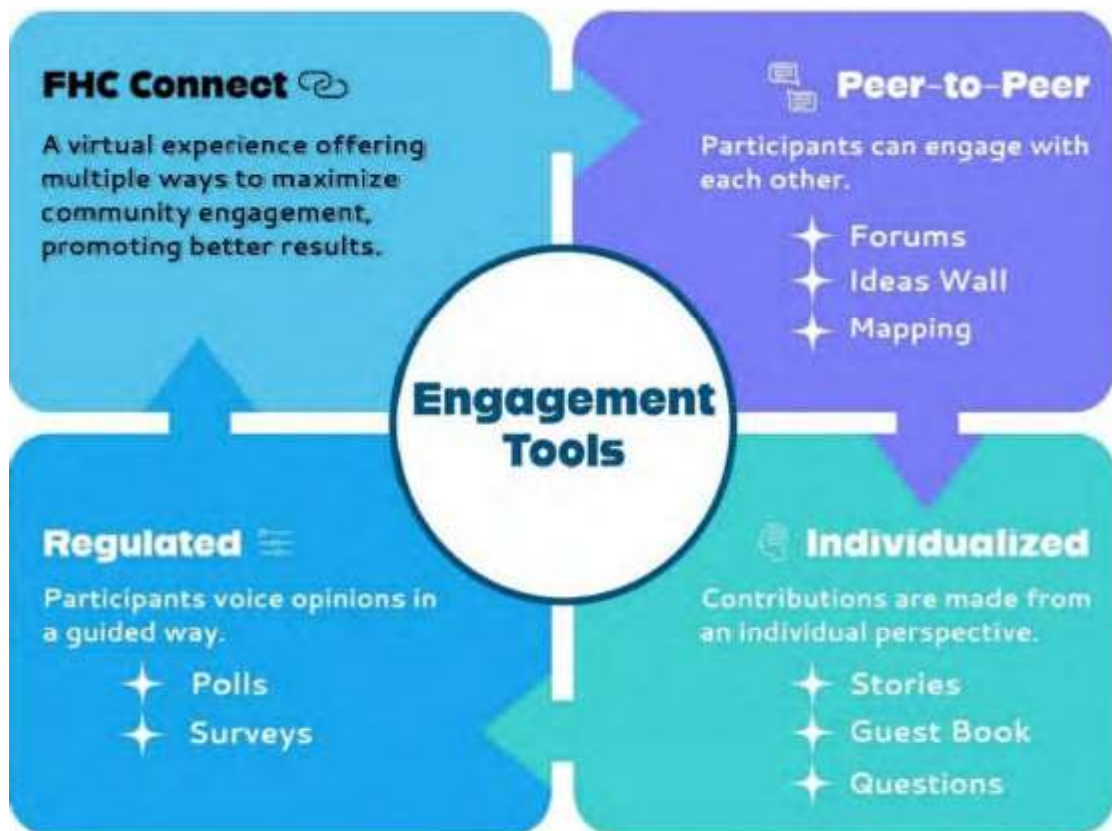 FHC Connect
A virtual experience offering
multiple ways to maximize
community engagement,
promoting better results.
Peer-to-Peer
Participants can engage with
each other.
Forums
Ideas Wall
Mapping
Engagement
Tools
Regulated
Participants voice opinions in
a guided way.
Polls
Surveys
Individualized
Contributions are made from
an individual perspective.
Stories
Guest Book
Questions